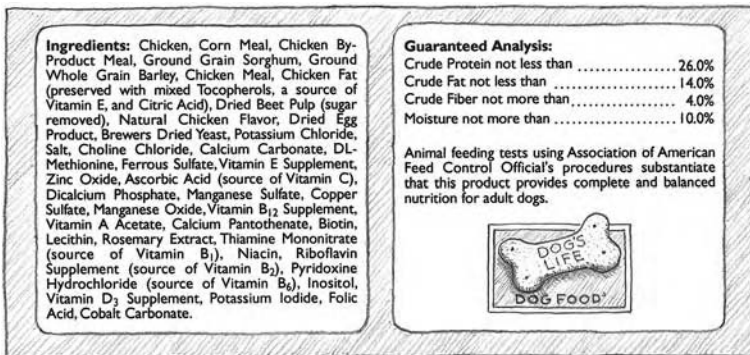 Ingredients: Chicken, Corn Meal, Chicken By-
Product Meal, Ground Grain Sorghum, Ground
Whole Grain Barley, Chicken Meal, Chicken Fat
(preserved with mixed Tocopherols, a source of
Vitamin E, and Citric Acid), Dried Beet Pulp (sugar
removed), Natural Chicken Flavor, Dried Egg
Product, Brewers Dried Yeast, Potassium Chloride,
Salt, Choline Chloride, Calcium Carbonate, DL-
Methionine, Ferrous Sulfate, Vitamin E Supplement,
Zinc Oxide, Ascorbic Acid (source of Vitamin C),
Dicalcium Phosphate, Manganese Sulfate, Copper
Sulfate, Manganese Oxide, Vitamin B₁₂ Supplement,
Vitamin A Acetate, Calcium Pantothenate, Biotin,
Lecithin, Rosemary Extract, Thiamine Mononitrate
(source of Vitamin B₁), Niacin, Riboflavin
Supplement (source of Vitamin B₂), Pyridoxine
Hydrochloride (source of Vitamin B₆), Inositol,
Vitamin D₃ Supplement, Potassium Iodide, Folic
Acid, Cobalt Carbonate.
Guaranteed Analysis:
Crude Protein not less than ..................... 26.0%
Crude Fat not less than ........................... 14.0%
Crude Fiber not more than ..................... 4.0%
Moisture not more than .......................... 10.0%
Animal feeding tests using Association of American
Feed Control Official's procedures substantiate
that this product provides complete and balanced
nutrition for adult dogs.
DOG'S
LIFE
DOG FOOD